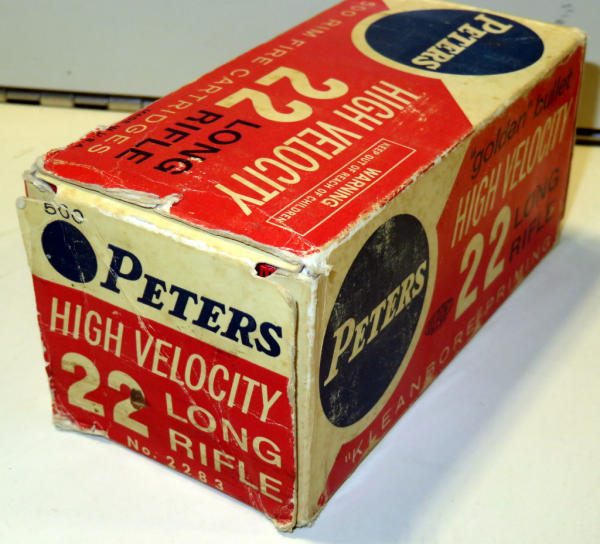 PETERS
500 RIM FIRE CARTRIDGES
22 LONG
RIFLE
HIGH VELOCITY
WARNING
KEEP OUT OF REACH OF CHILDREN
500
PETERS
HIGH VELOCITY
22 LONG
RIFLE
No. 2283
PETERS
"golden" bullet
HIGH VELOCITY
22 LONG
RIFLE
"KLEANBORE" PRIMING